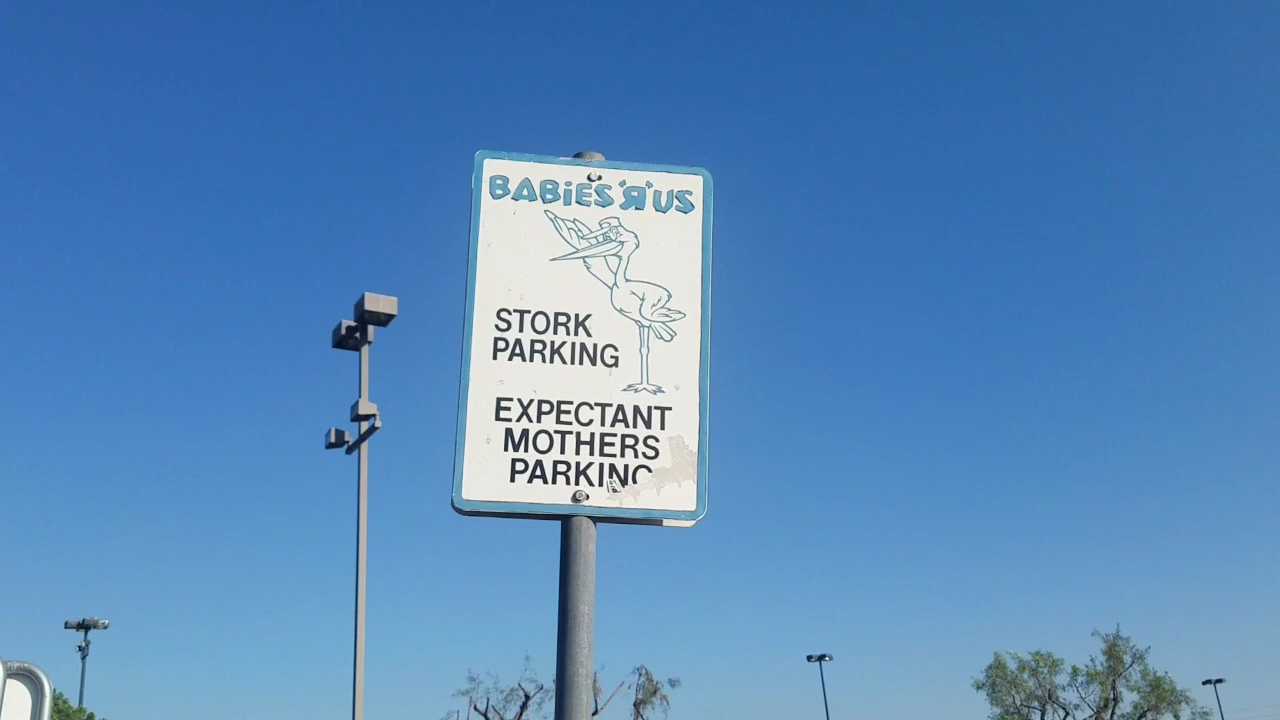 BABiES "R" US
STORK
PARKING
EXPECTANT
MOTHERS
PARKING